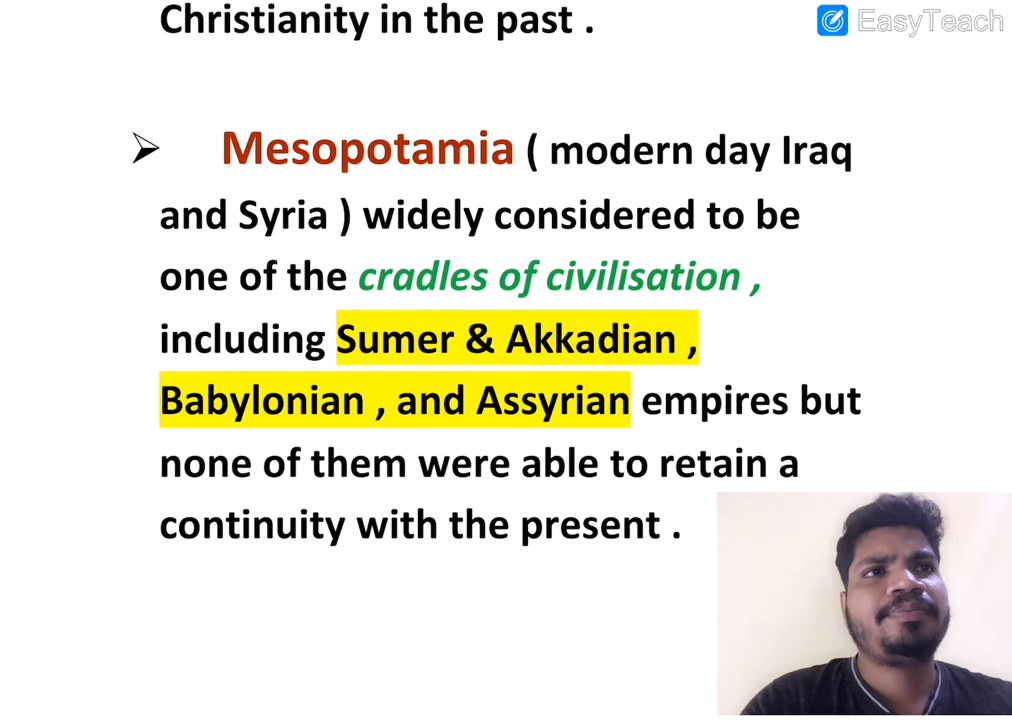 Christianity in the past .
EasyTeach
➢ Mesopotamia ( modern day Iraq
and Syria ) widely considered to be
one of the cradles of civilisation ,
including Sumer & Akkadian ,
Babylonian , and Assyrian empires but
none of them were able to retain a
continuity with the present .